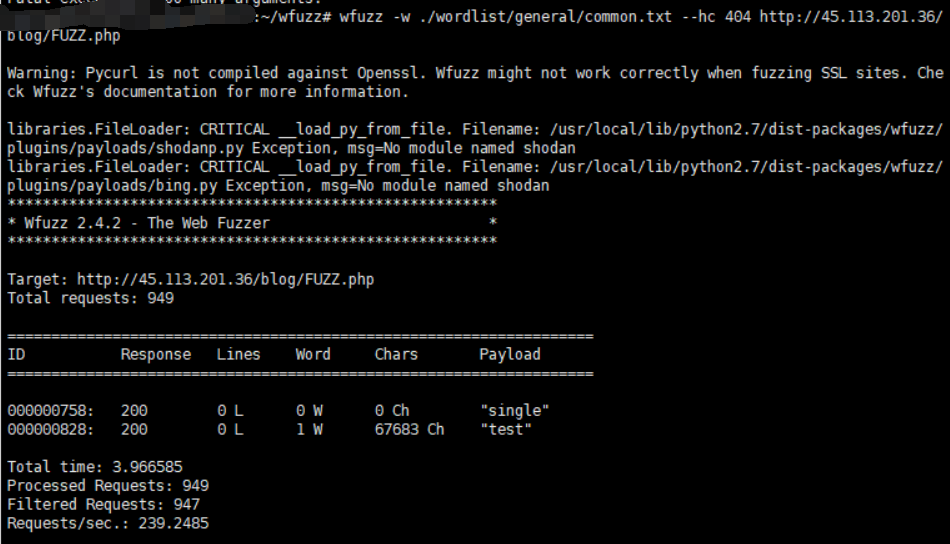 many arguments.
:~/wfuzz# wfuzz -w ./wordlist/general/common.txt --hc 404 http://45.113.201.36/
blog/FUZZ.php
Warning: Pycurl is not compiled against Openssl. Wfuzz might not work correctly when fuzzing SSL sites. Che
ck Wfuzz's documentation for more information.
libraries.FileLoader: CRITICAL __load_py_from_file. Filename: /usr/local/lib/python2.7/dist-packages/wfuzz/
plugins/payloads/shodanp.py Exception, msg=No module named shodan
libraries.FileLoader: CRITICAL __load_py_from_file. Filename: /usr/local/lib/python2.7/dist-packages/wfuzz/
plugins/payloads/bing.py Exception, msg=No module named shodan
********************************************************
* Wfuzz 2.4.2 - The Web Fuzzer                         *
********************************************************
Target: http://45.113.201.36/blog/FUZZ.php
Total requests: 949
===================================================================
ID           Response   Lines    Word     Chars       Payload
===================================================================
000000758:   200        0 L      0 W      0 Ch        "single"
000000828:   200        0 L      1 W      67683 Ch    "test"
Total time: 3.966585
Processed Requests: 949
Filtered Requests: 947
Requests/sec.: 239.2485